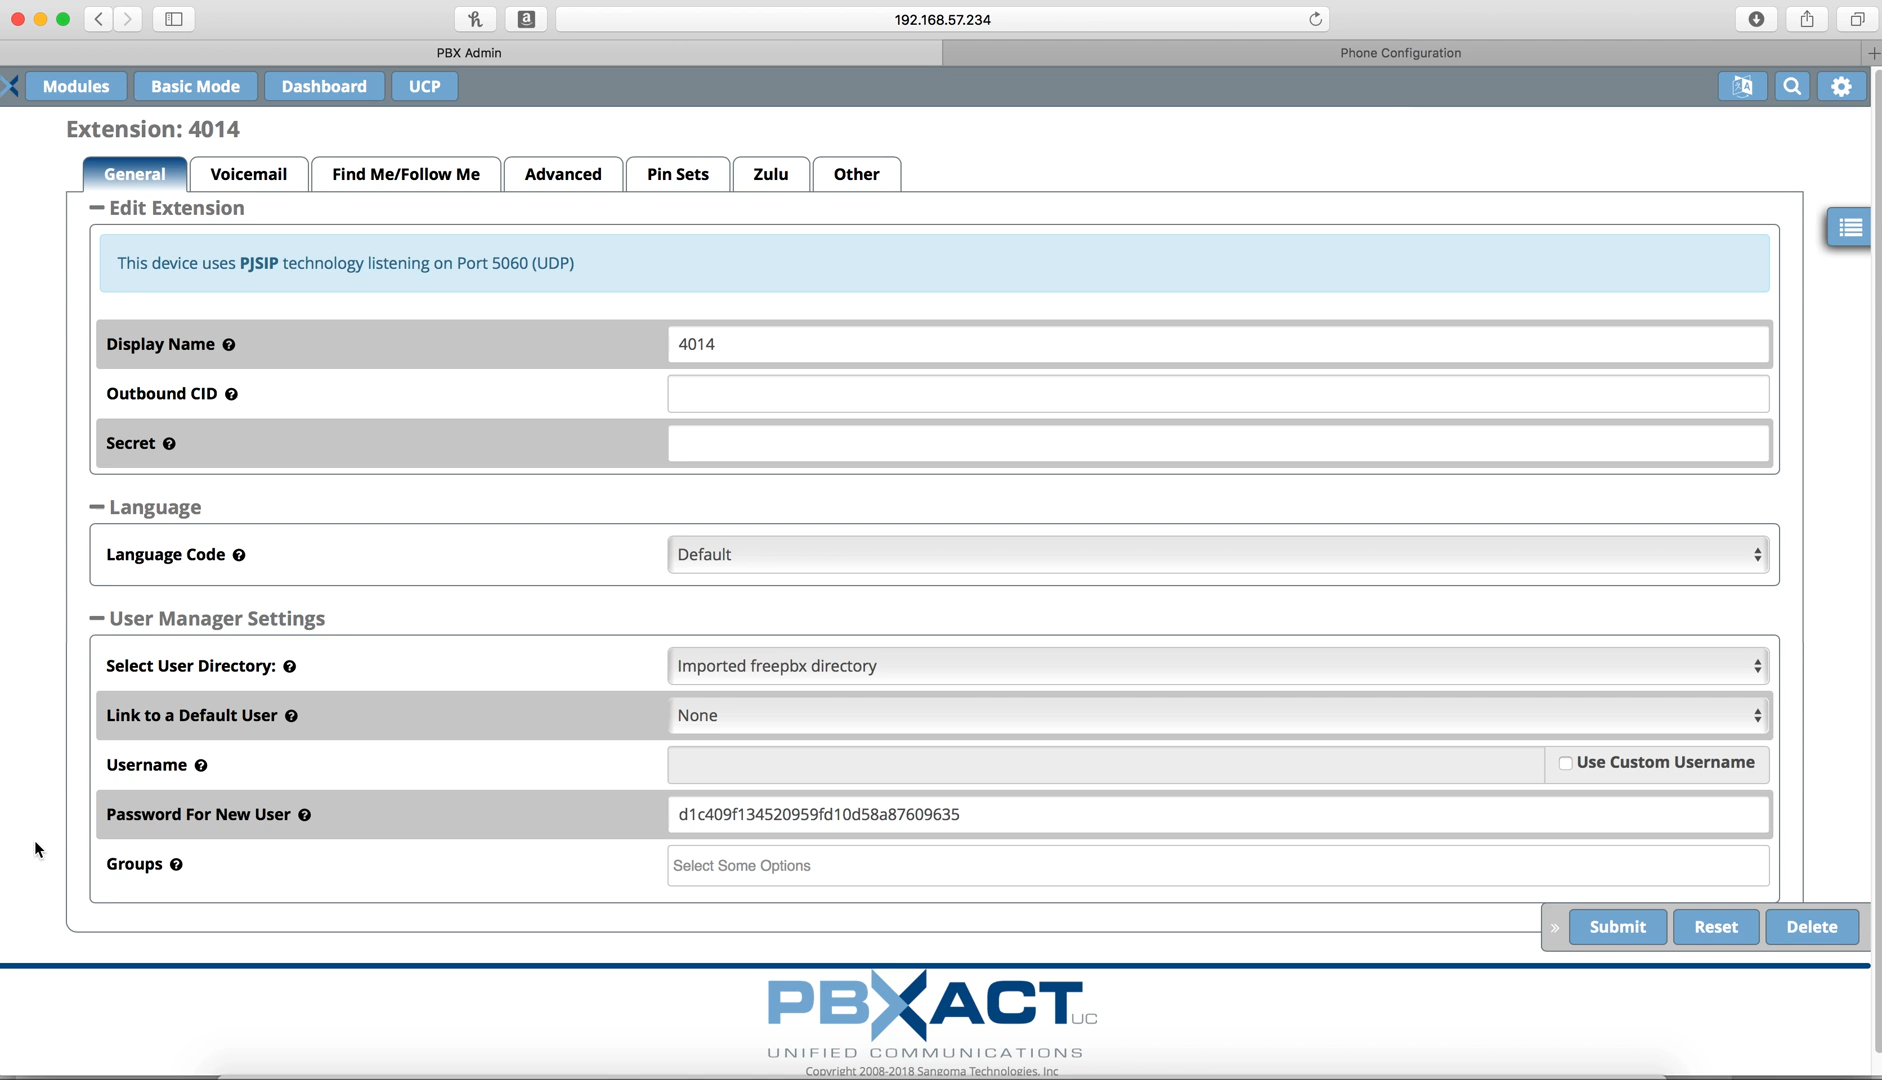 192.168.57.234
PBX Admin
Phone Configuration
Modules
Basic Mode
Dashboard
UCP
Extension: 4014
General
Voicemail
Find Me/Follow Me
Advanced
Pin Sets
Zulu
Other
Edit Extension
This device uses PJSIP technology listening on Port 5060 (UDP)
Display Name
4014
Outbound CID
Secret
Language
Language Code
Default
User Manager Settings
Select User Directory:
Imported freepbx directory
Link to a Default User
None
Username
Use Custom Username
Password For New User
d1c409f134520959fd10d58a87609635
Groups
Select Some Options
» Submit
Reset
Delete
PBXACT UC
UNIFIED COMMUNICATIONS
Copyright 2008-2018 Sangoma Technologies, Inc